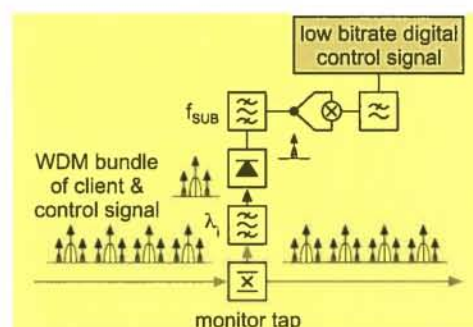 low bitrate digital
control signal
fSUB
WDM bundle
of client &
control signal
λi
monitor tap